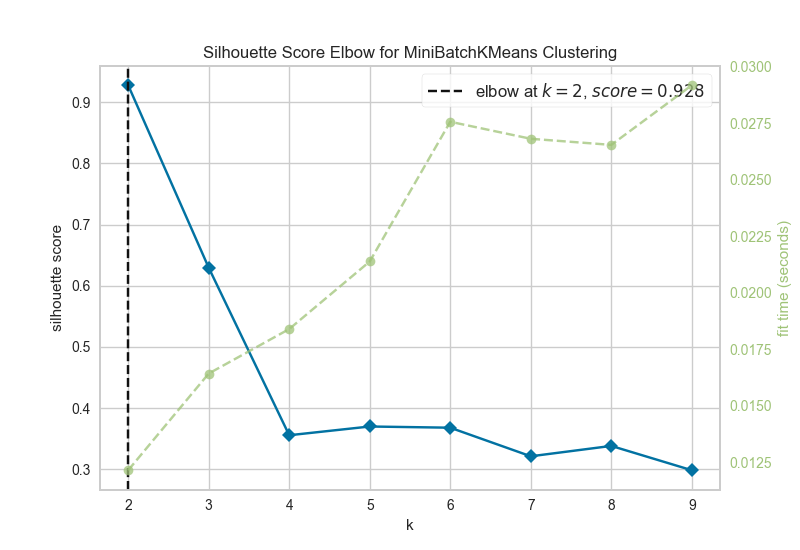 Silhouette Score Elbow for MiniBatchKMeans Clustering
elbow at k = 2, score = 0.928
silhouette score
0.9
0.8
0.7
0.6
0.5
0.4
0.3
0.0300
0.0275
0.0250
0.0225
0.0200
0.0175
0.0150
0.0125
fit time (seconds)
2 3 4 5 6 7 8 9
k